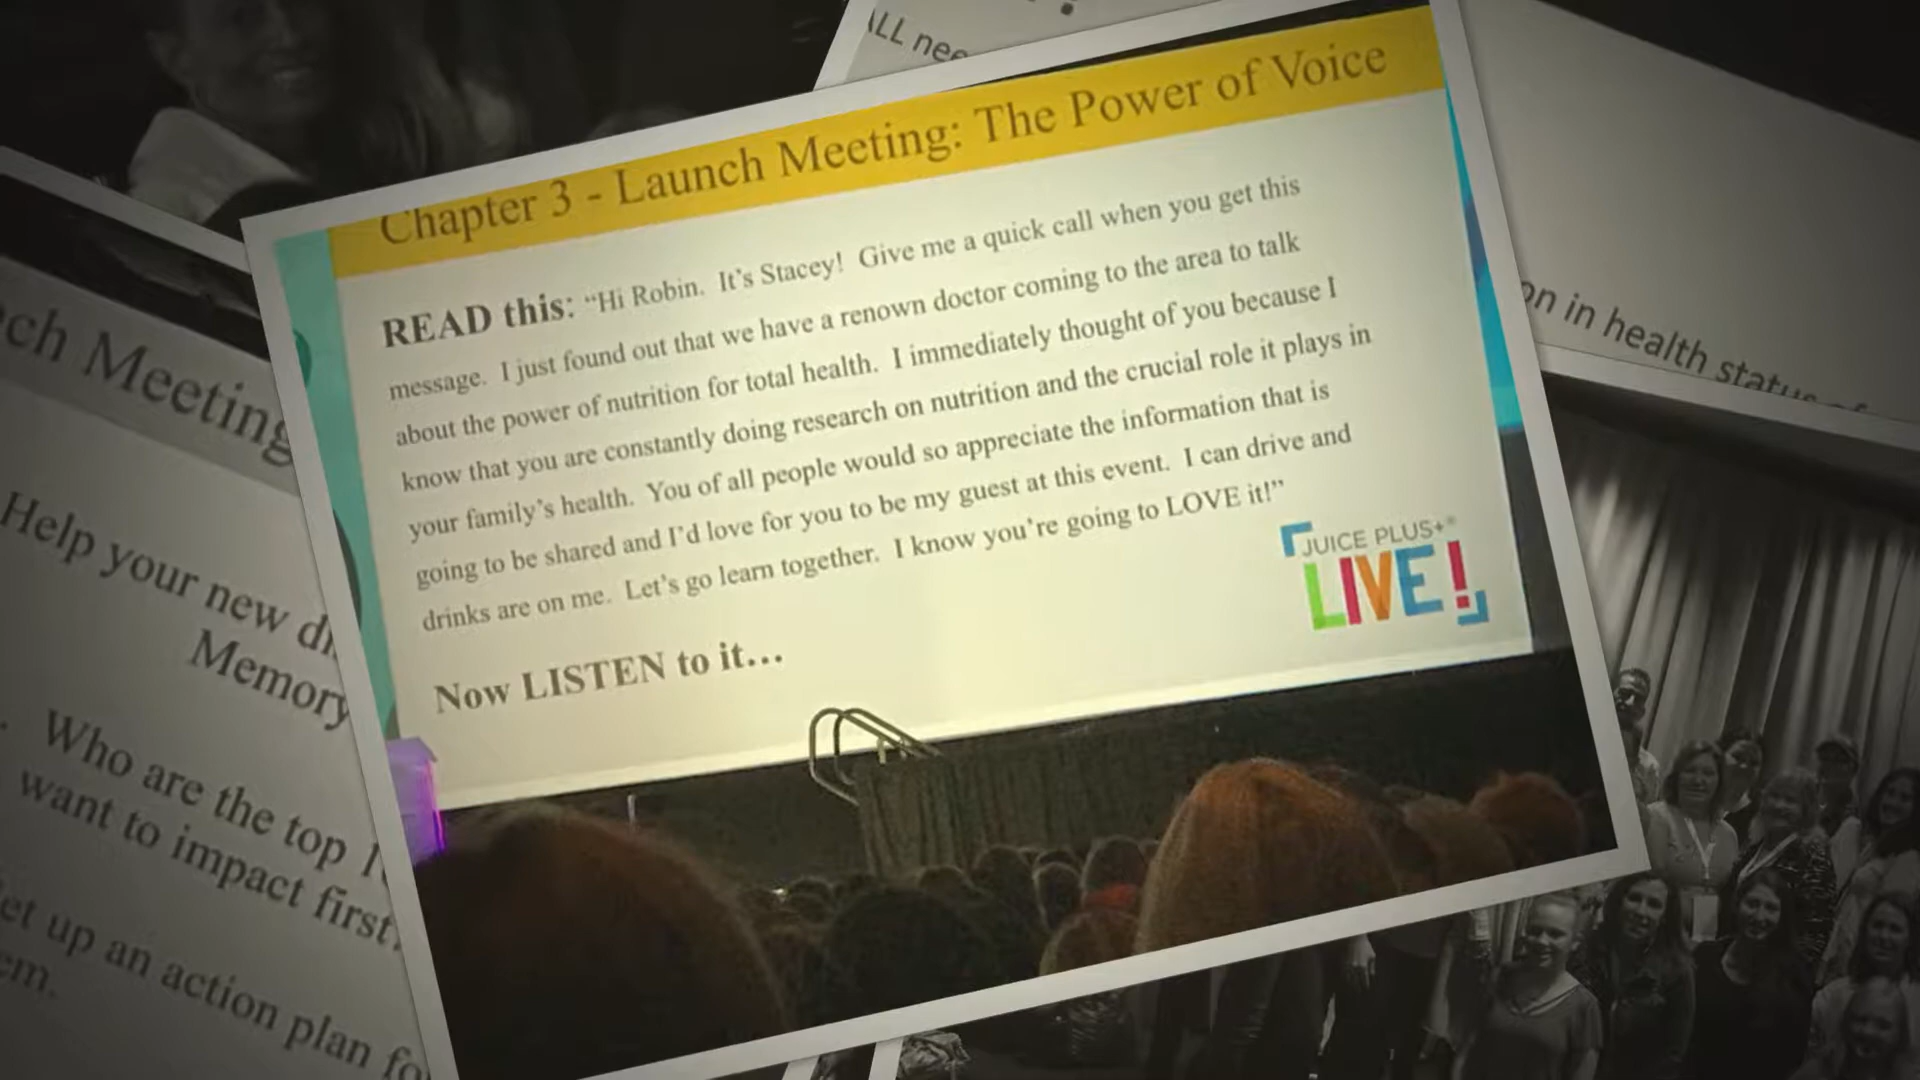 ALL nee
Chapter 3 - Launch Meeting: The Power of Voice
READ this: “Hi Robin. It’s Stacey! Give me a quick call when you get this
message. I just found out that we have a renown doctor coming to the area to talk
about the power of nutrition for total health. I immediately thought of you because I
know that you are constantly doing research on nutrition and the crucial role it plays in
your family’s health. You of all people would so appreciate the information that is
going to be shared and I’d love for you to be my guest at this event. I can drive and
drinks are on me. Let’s go learn together. I know you’re going to LOVE it!”
Now LISTEN to it...
JUICE PLUS+®
LIVE!
ch Meeting
Help your new di
Memory
Who are the top 1
want to impact first.
et up an action plan fo
em.
on in health status of